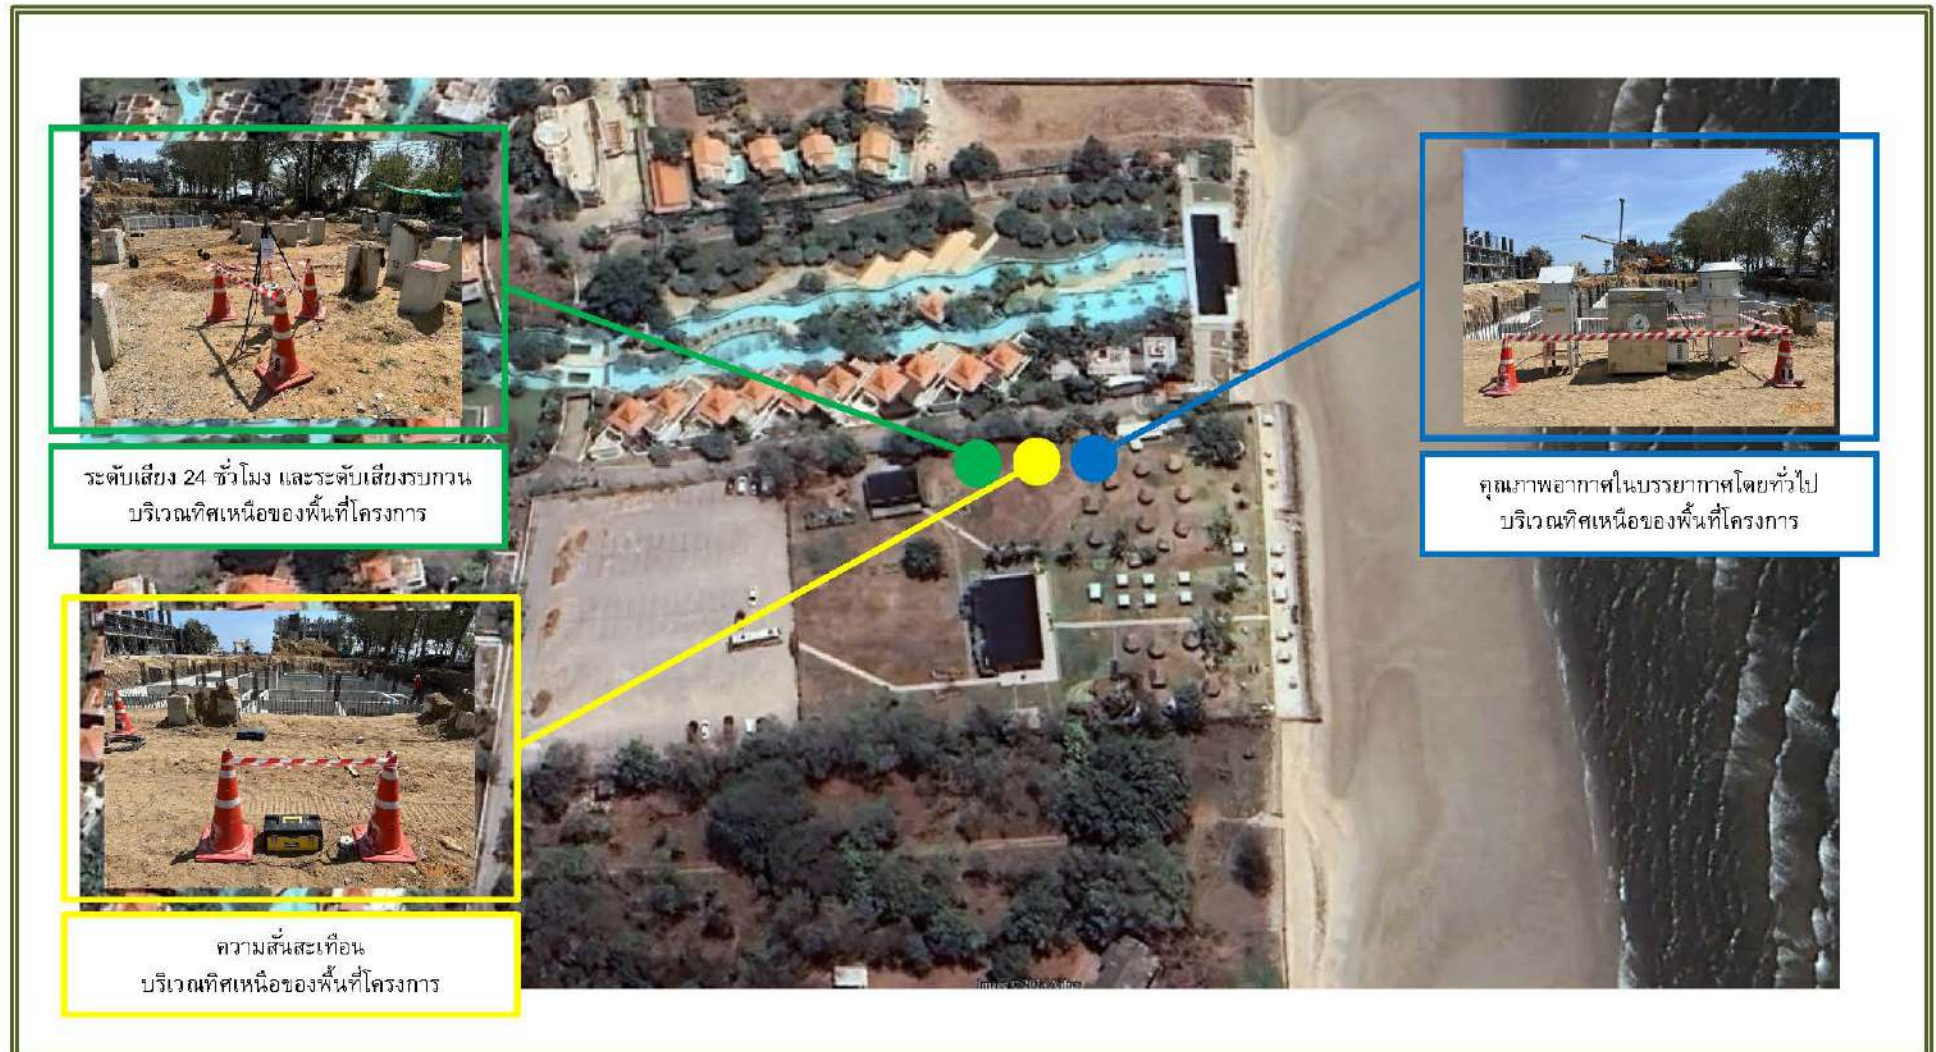 ระดับเสียง 24 ชั่วโมง และระดับเสียงรบกวน
บริเวณทิศเหนือของพื้นที่โครงการ
คุณภาพอากาศในบรรยากาศโดยทั่วไป
บริเวณทิศเหนือของพื้นที่โครงการ
ความสั่นสะเทือน
บริเวณทิศเหนือของพื้นที่โครงการ